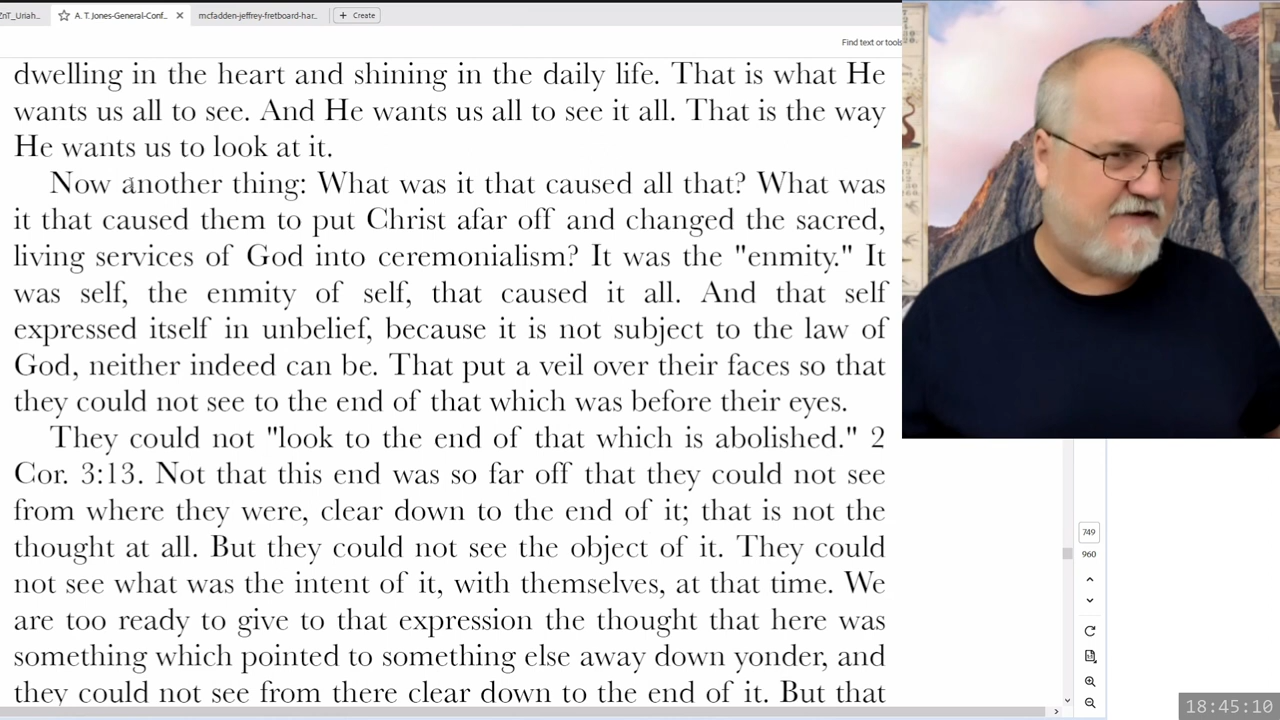 ZnT_Uriah...
A. T. Jones-General-Conf...
mcfadden-jeffrey-fretboard-har...
Create
Find text or tools
dwelling in the heart and shining in the daily life. That is what He
wants us all to see. And He wants us all to see it all. That is the way
He wants us to look at it.
Now another thing: What was it that caused all that? What was
it that caused them to put Christ afar off and changed the sacred,
living services of God into ceremonialism? It was the "enmity." It
was self, the enmity of self, that caused it all. And that self
expressed itself in unbelief, because it is not subject to the law of
God, neither indeed can be. That put a veil over their faces so that
they could not see to the end of that which was before their eyes.
They could not "look to the end of that which is abolished." 2
Cor. 3:13. Not that this end was so far off that they could not see
from where they were, clear down to the end of it; that is not the
thought at all. But they could not see the object of it. They could
not see what was the intent of it, with themselves, at that time. We
are too ready to give to that expression the thought that here was
something which pointed to something else away down yonder, and
they could not see from there clear down to the end of it. But that
749
960
18:45:10